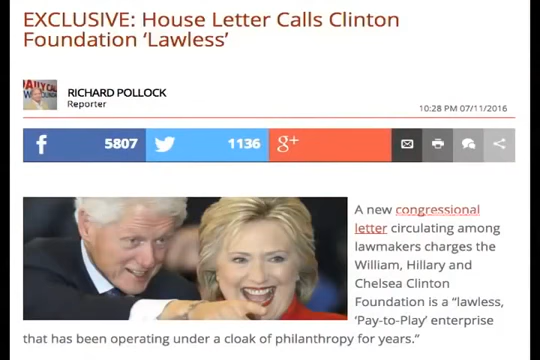 EXCLUSIVE: House Letter Calls Clinton
Foundation ‘Lawless’
RICHARD POLLOCK
Reporter
10:28 PM 07/11/2016
f 5807
1136
g+
A new congressional
letter circulating among
lawmakers charges the
William, Hillary and
Chelsea Clinton
Foundation is a “lawless,
‘Pay-to-Play’ enterprise
that has been operating under a cloak of philanthropy for years.”